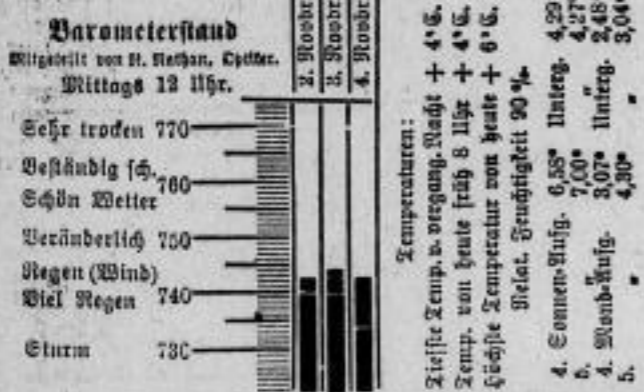 Barometerstand
Mitgeteilt von M. Nathan, Optiker.
Mittags 12 Uhr.
2. Novbr
3. Novbr
4. Novbr
Sehr trocken 770
Beständig sch. 760
Schön Wetter
Veränderlich 750
Regen (Wind)
Viel Regen 740
Sturm 730
Temperaturen:
Tiefste Temp. v. vergang. Nacht + 4°C.
Temp. von heute früh 8 Uhr + 4°C.
Höchste Temperatur von heute + 6°C.
Relat. Feuchtigkeit 90 %.
4. Sonnen-Aufg. 6,58* Unterg. 4,29
5. " 7,00* " 4,27*
4. Mond-Aufg. 3,07* Unterg. 2,48*
5. " 4,30* " 3,04*